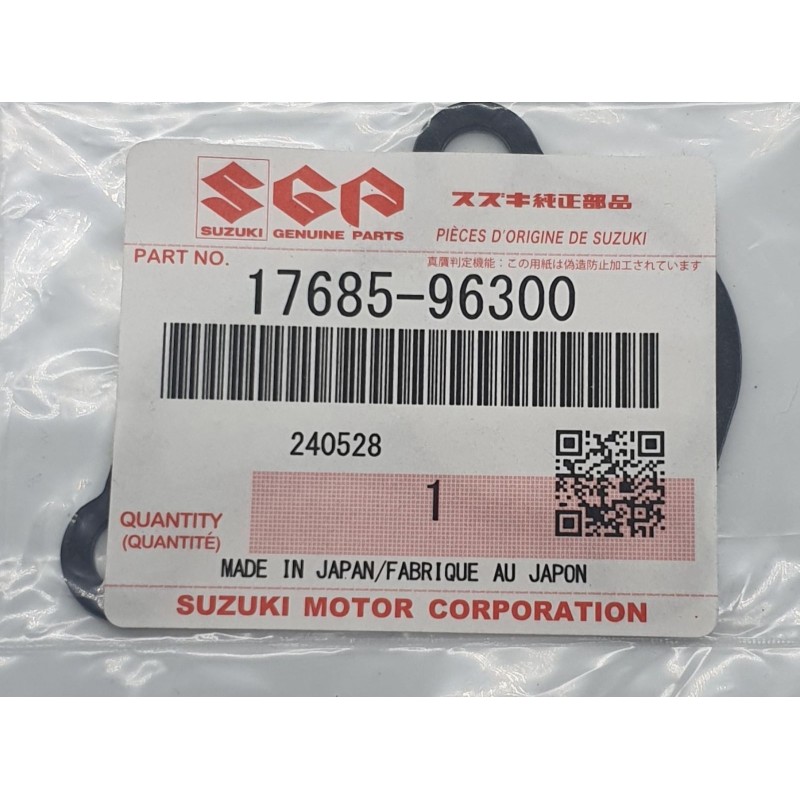 SGP
スズキ純正部品
SUZUKI GENUINE PARTS
PIÈCES D'ORIGINE DE SUZUKI
PART NO.
真贋判定機能：この用紙は偽造防止加工されています
17685-96300
240528
1
QUANTITY
(QUANTITÉ)
MADE IN JAPAN/FABRIQUE AU JAPON
SUZUKI MOTOR CORPORATION